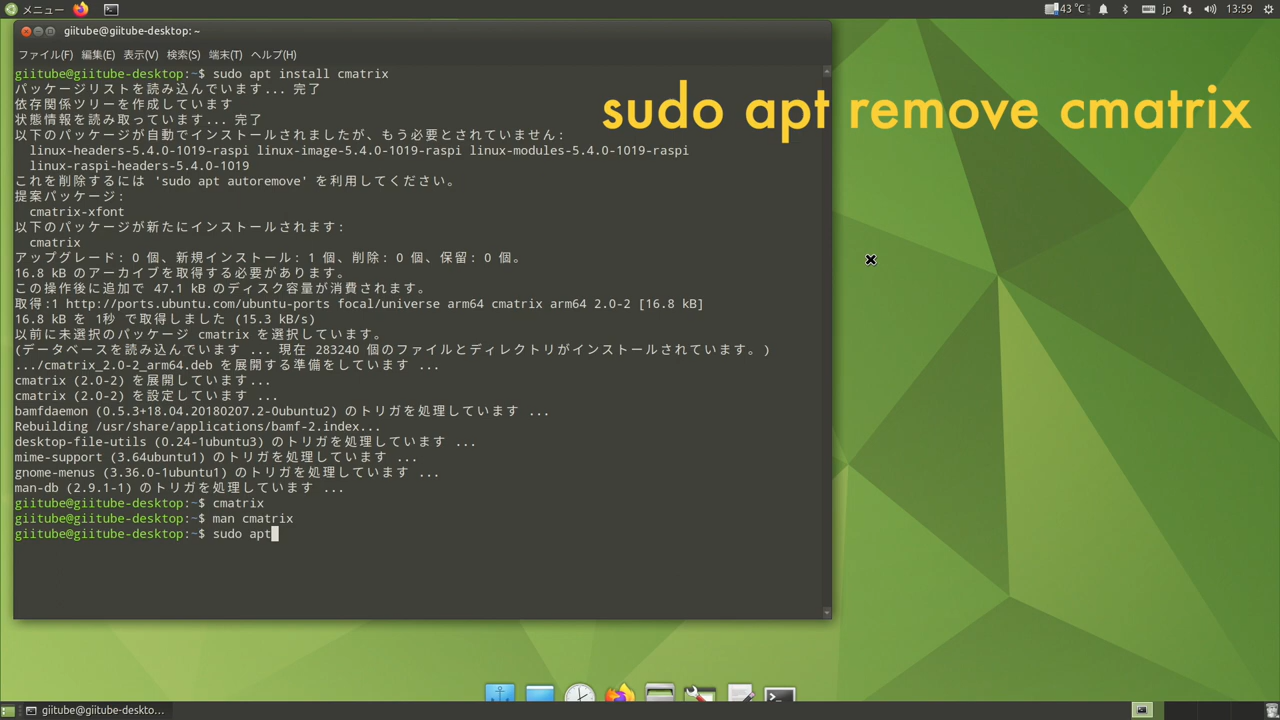 メニュー
43 °C
jp
13:59
giitube@giitube-desktop: ~
ファイル(F) 編集(E) 表示(V) 検索(S) 端末(T) ヘルプ(H)
sudo apt remove cmatrix
giitube@giitube-desktop:~$ sudo apt install cmatrix
パッケージリストを読み込んでいます... 完了
依存関係ツリーを作成しています
状態情報を読み取っています... 完了
以下のパッケージが自動でインストールされましたが、もう必要とされていません:
linux-headers-5.4.0-1019-raspi linux-image-5.4.0-1019-raspi linux-modules-5.4.0-1019-raspi
linux-raspi-headers-5.4.0-1019
これを削除するには 'sudo apt autoremove' を利用してください。
提案パッケージ:
cmatrix-xfont
以下のパッケージが新たにインストールされます:
cmatrix
アップグレード: 0 個、新規インストール: 1 個、削除: 0 個、保留: 0 個。
16.8 kB のアーカイブを取得する必要があります。
この操作後に追加で 47.1 kB のディスク容量が消費されます。
取得:1 http://ports.ubuntu.com/ubuntu-ports focal/universe arm64 cmatrix arm64 2.0-2 [16.8 kB]
16.8 kB を 1秒 で取得しました (15.3 kB/s)
以前に未選択のパッケージ cmatrix を選択しています。
(データベースを読み込んでいます ... 現在 283240 個のファイルとディレクトリがインストールされています。)
.../cmatrix_2.0-2_arm64.deb を展開する準備をしています ...
cmatrix (2.0-2) を展開しています...
cmatrix (2.0-2) を設定しています ...
bamfdaemon (0.5.3+18.04.20180207.2-0ubuntu2) のトリガを処理しています ...
Rebuilding /usr/share/applications/bamf-2.index...
desktop-file-utils (0.24-1ubuntu3) のトリガを処理しています ...
mime-support (3.64ubuntu1) のトリガを処理しています ...
gnome-menus (3.36.0-1ubuntu1) のトリガを処理しています ...
man-db (2.9.1-1) のトリガを処理しています ...
giitube@giitube-desktop:~$ cmatrix
giitube@giitube-desktop:~$ man cmatrix
giitube@giitube-desktop:~$ sudo apt
giitube@giitube-deskto...